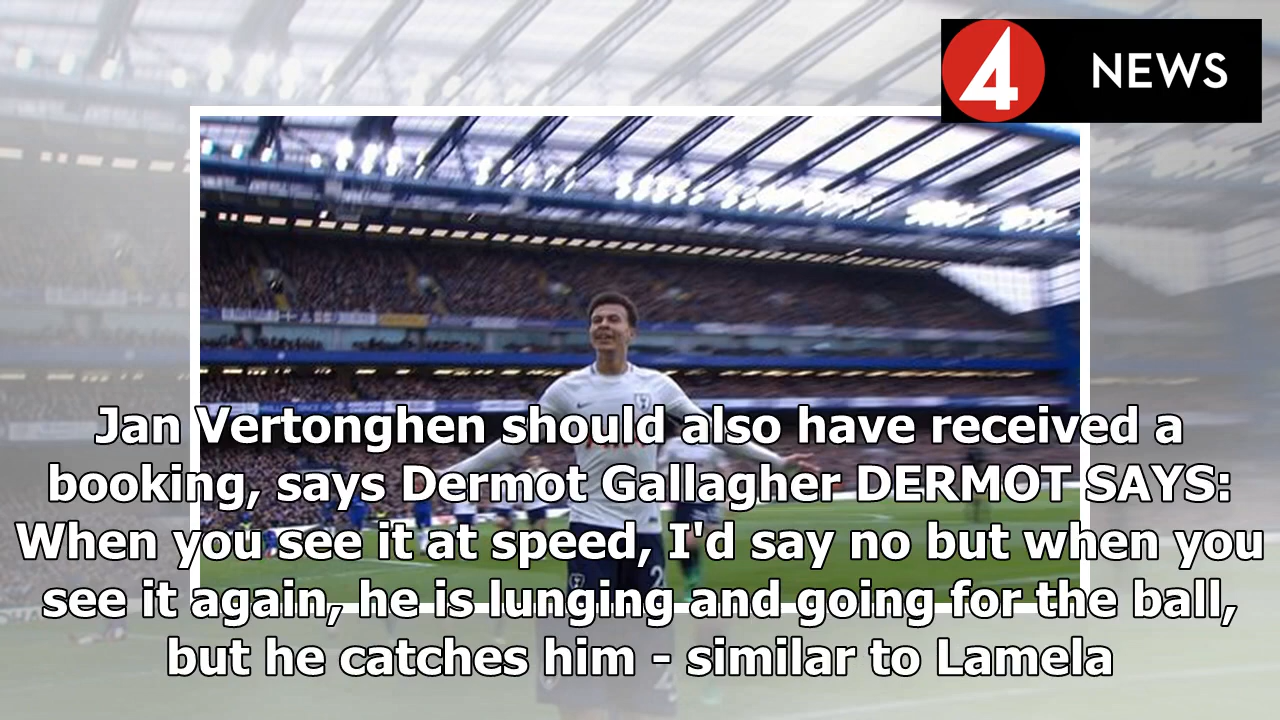 4 NEWS
Jan Vertonghen should also have received a
booking, says Dermot Gallagher DERMOT SAYS:
When you see it at speed, I'd say no but when you
see it again, he is lunging and going for the ball,
but he catches him - similar to Lamela